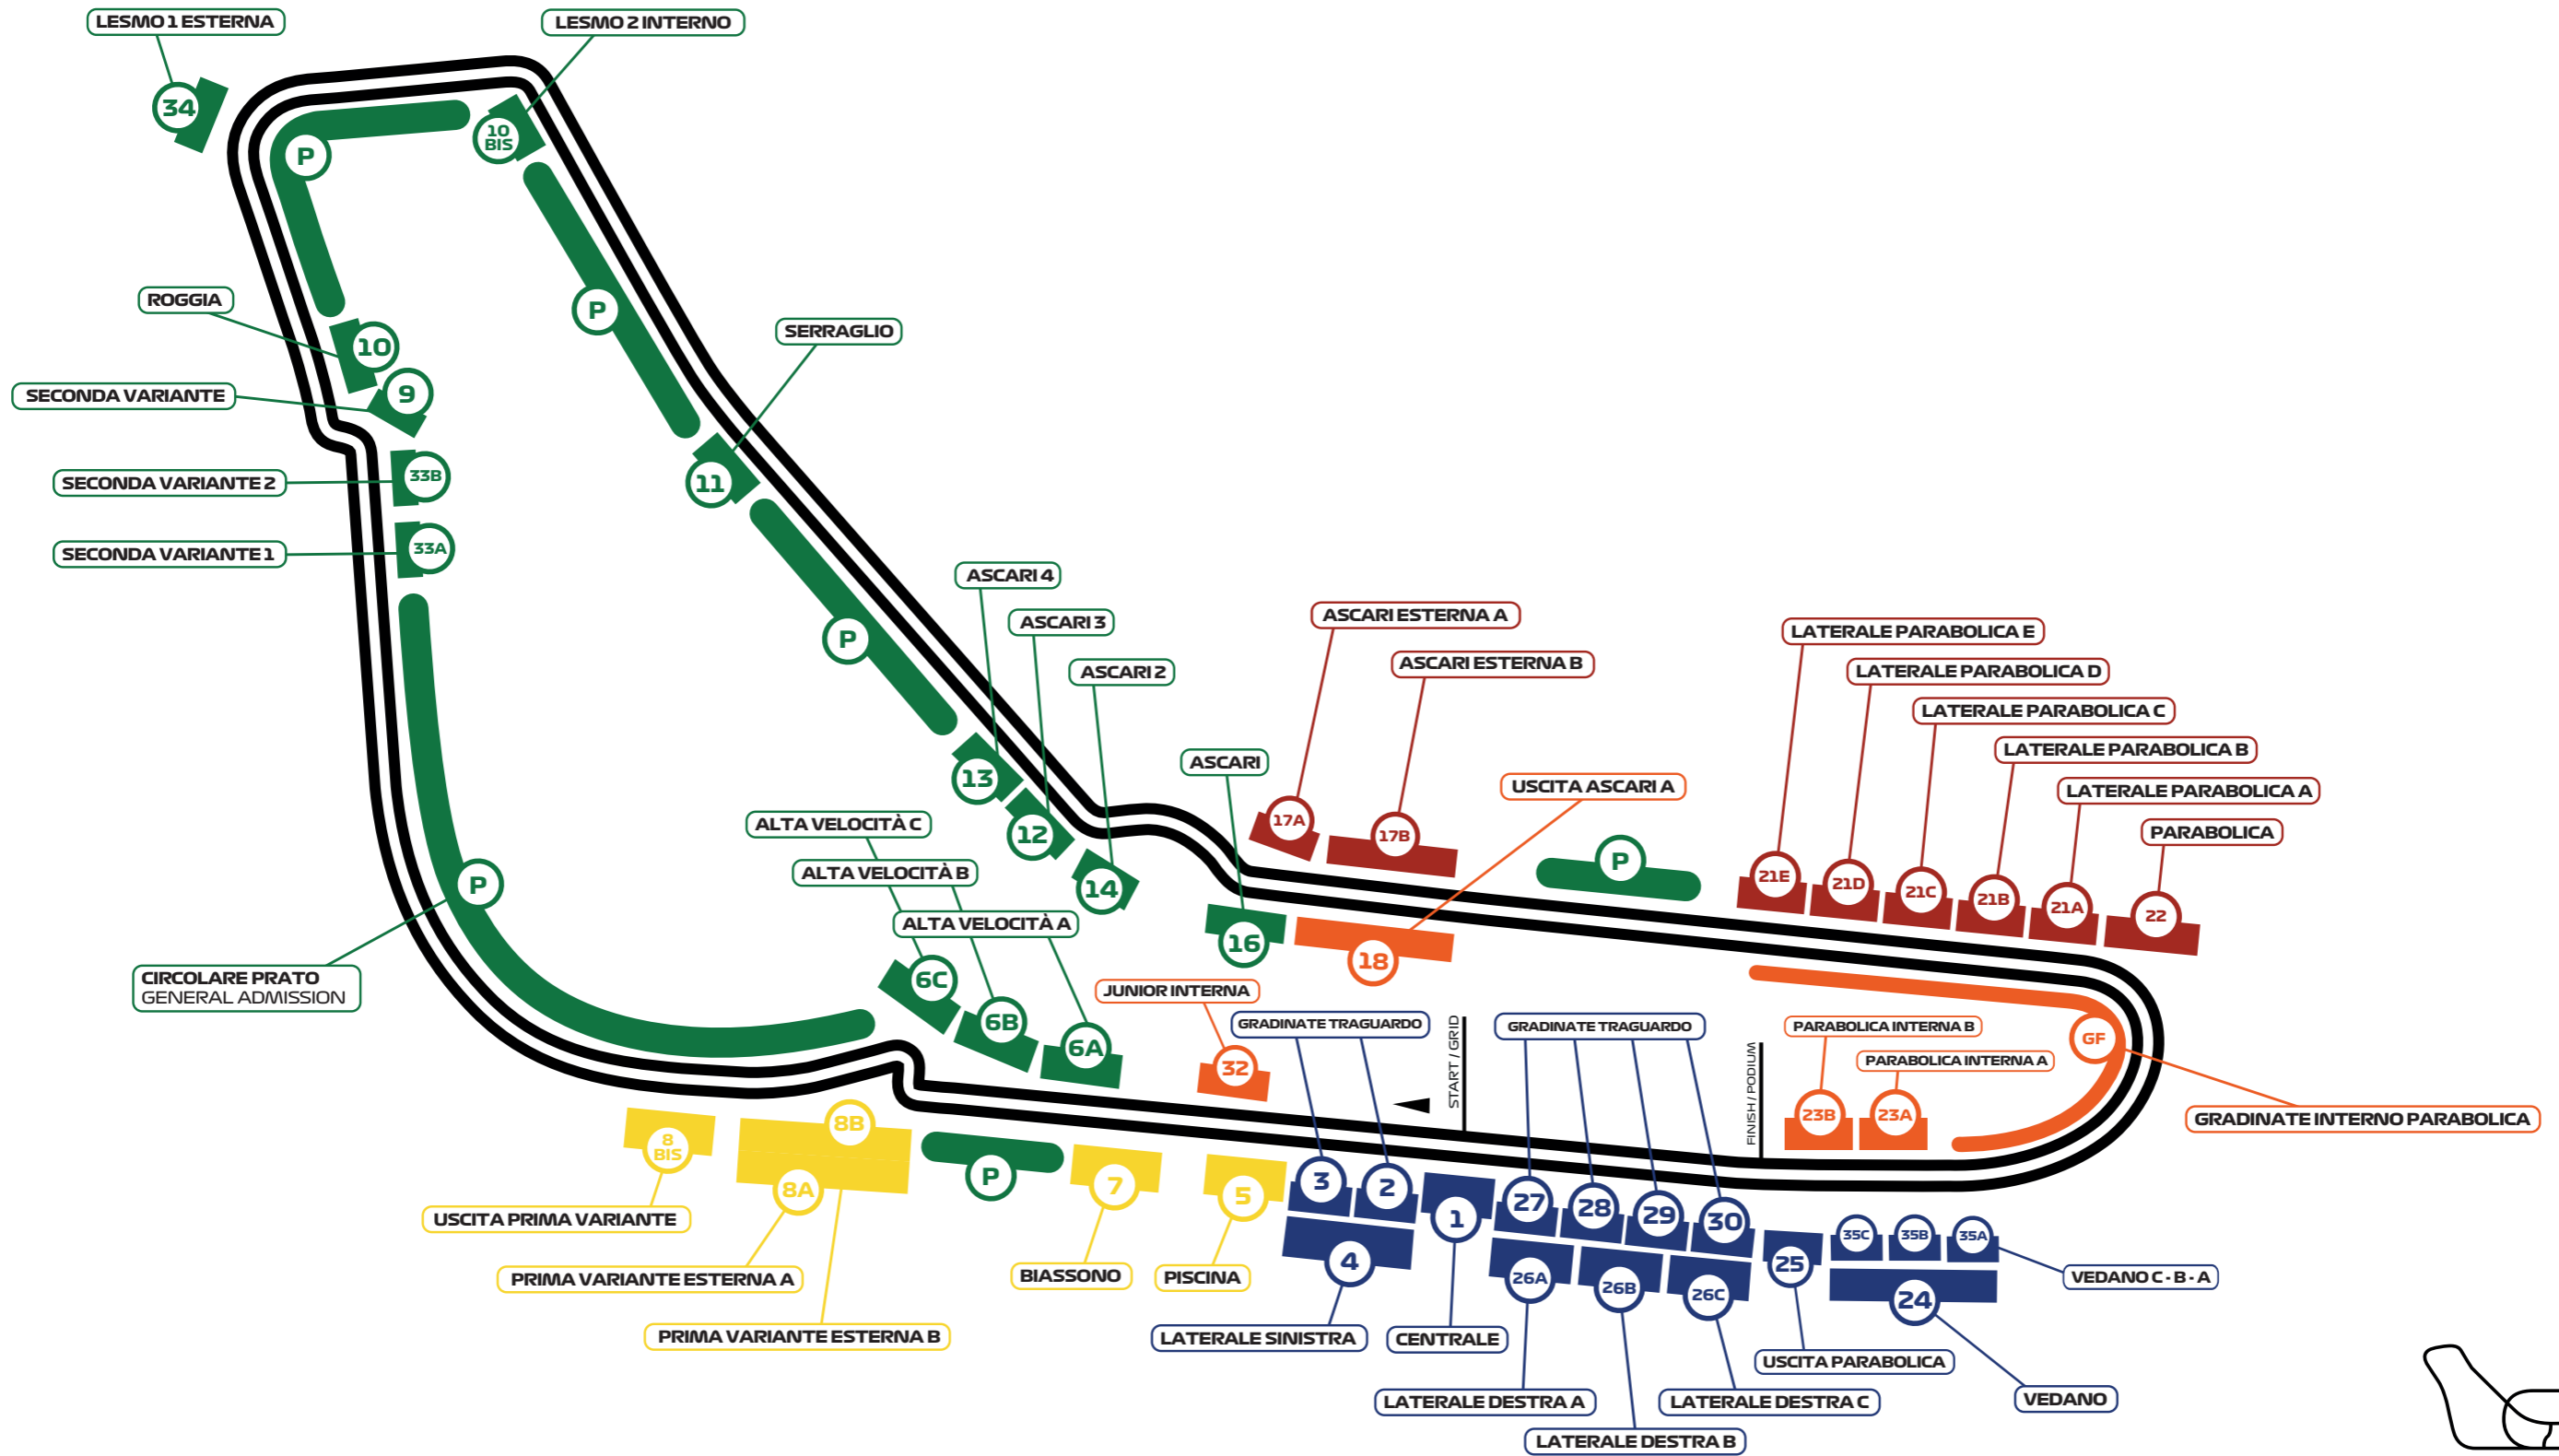 LESMO 1 ESTERNA
LESMO 2 INTERNO
34
10
BIS
P
ROGGIA
P
SERRAGLIO
10
SECONDA VARIANTE
9
SECONDA VARIANTE 2
33B
11
SECONDA VARIANTE 1
33A
ASCARI 4
P
ASCARI 3
ASCARI 2
ASCARI ESTERNA A
ASCARI ESTERNA B
LATERALE PARABOLICA E
LATERALE PARABOLICA D
LATERALE PARABOLICA C
LATERALE PARABOLICA B
LATERALE PARABOLICA A
PARABOLICA
ASCARI
USCITA ASCARI A
13
12
14
17A
17B
P
21E
21D
21C
21B
21A
22
ALTA VELOCITÀ C
ALTA VELOCITÀ B
ALTA VELOCITÀ A
P
16
18
CIRCOLARE PRATO
GENERAL ADMISSION
6C
6B
6A
JUNIOR INTERNA
32
GRADINATE TRAGUARDO
START / GRID
GRADINATE TRAGUARDO
FINISH / PODIUM
PARABOLICA INTERNA B
PARABOLICA INTERNA A
GF
23B
23A
GRADINATE INTERNO PARABOLICA
8
BIS
8B
8A
P
7
5
3
2
1
27
28
29
30
4
26A
26B
26C
25
35C
35B
35A
24
USCITA PRIMA VARIANTE
PRIMA VARIANTE ESTERNA A
PRIMA VARIANTE ESTERNA B
BIASSONO
PISCINA
LATERALE SINISTRA
CENTRALE
VEDANO C - B - A
USCITA PARABOLICA
VEDANO
LATERALE DESTRA A
LATERALE DESTRA C
LATERALE DESTRA B